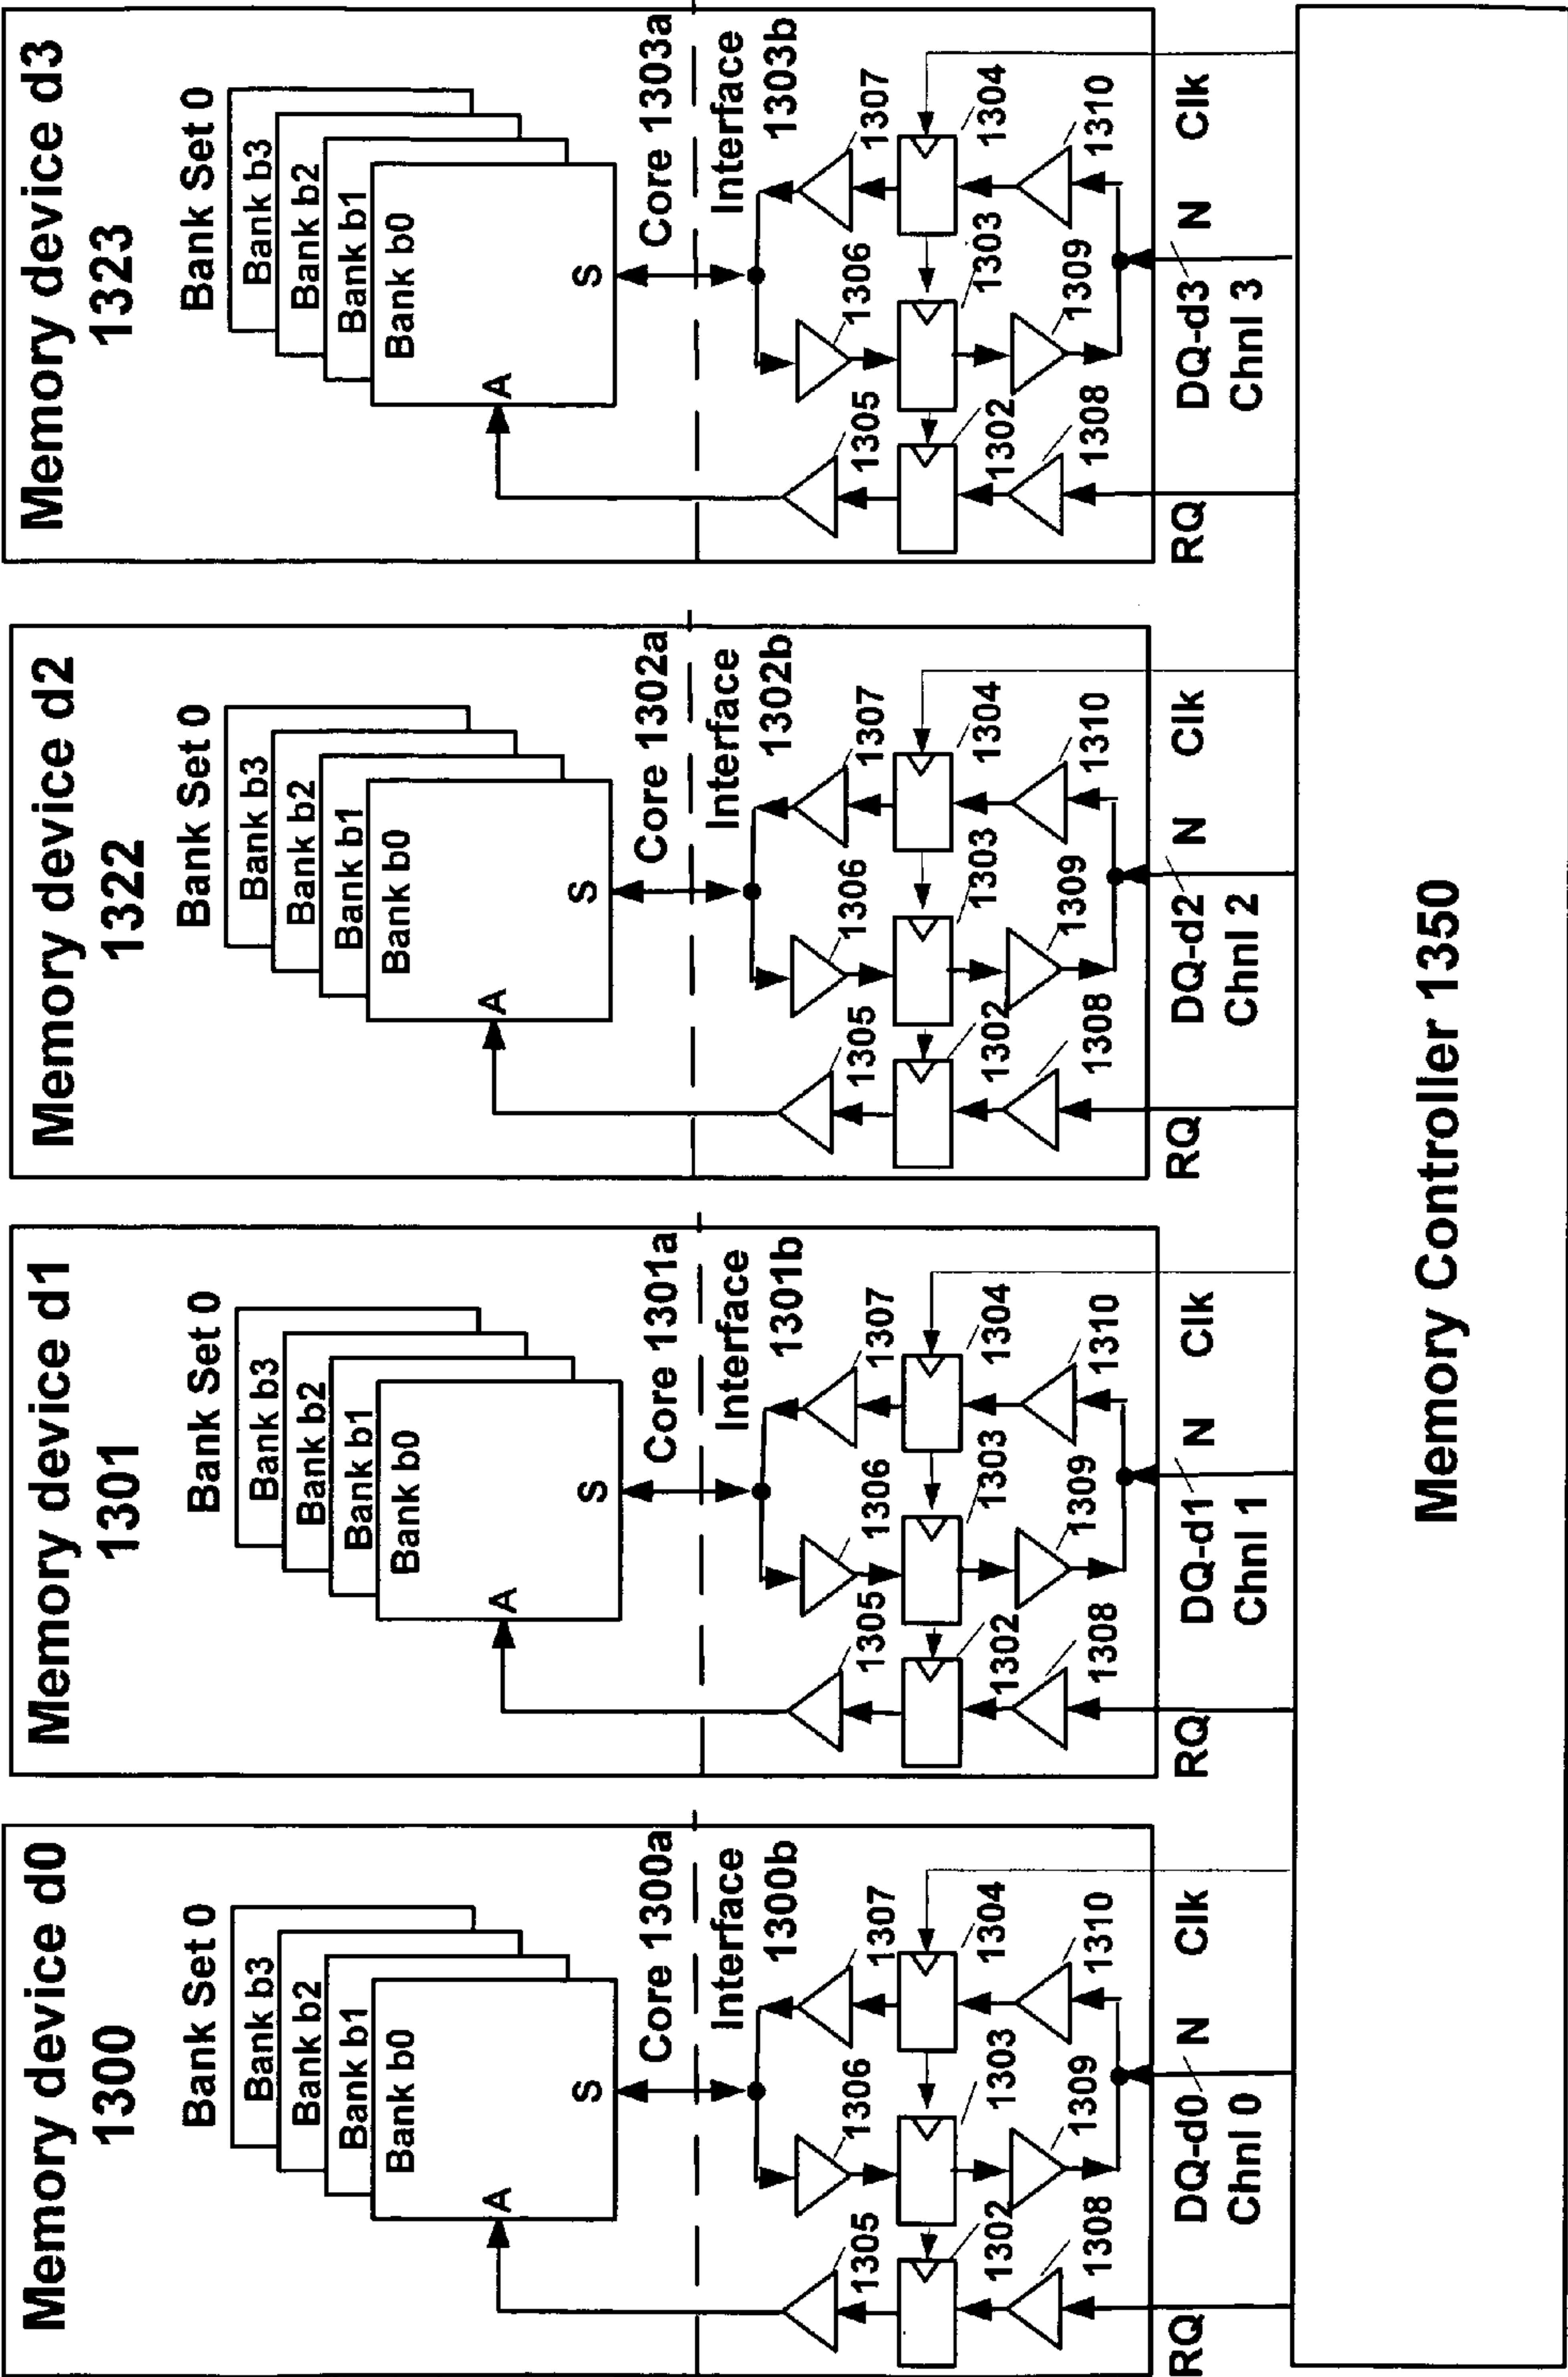 Memory device d0
1300
Bank Set 0
Bank b3
Bank b2
Bank b1
Bank b0
A
S
Core 1300a
Interface
1300b
1305
1306
1307
1302
1303
1304
1308
1309
1310
RQ
DQ-d0
N
Clk
Chnl 0
Memory device d1
1301
Bank Set 0
Bank b3
Bank b2
Bank b1
Bank b0
A
S
Core 1301a
Interface
1301b
1305
1306
1307
1302
1303
1304
1308
1309
1310
RQ
DQ-d1
N
Clk
Chnl 1
Memory device d2
1322
Bank Set 0
Bank b3
Bank b2
Bank b1
Bank b0
A
S
Core 1302a
Interface
1302b
1305
1306
1307
1302
1303
1304
1308
1309
1310
RQ
DQ-d2
N
Clk
Chnl 2
Memory device d3
1323
Bank Set 0
Bank b3
Bank b2
Bank b1
Bank b0
A
S
Core 1303a
Interface
1303b
1305
1306
1307
1302
1303
1304
1308
1309
1310
RQ
DQ-d3
N
Clk
Chnl 3
Memory Controller 1350